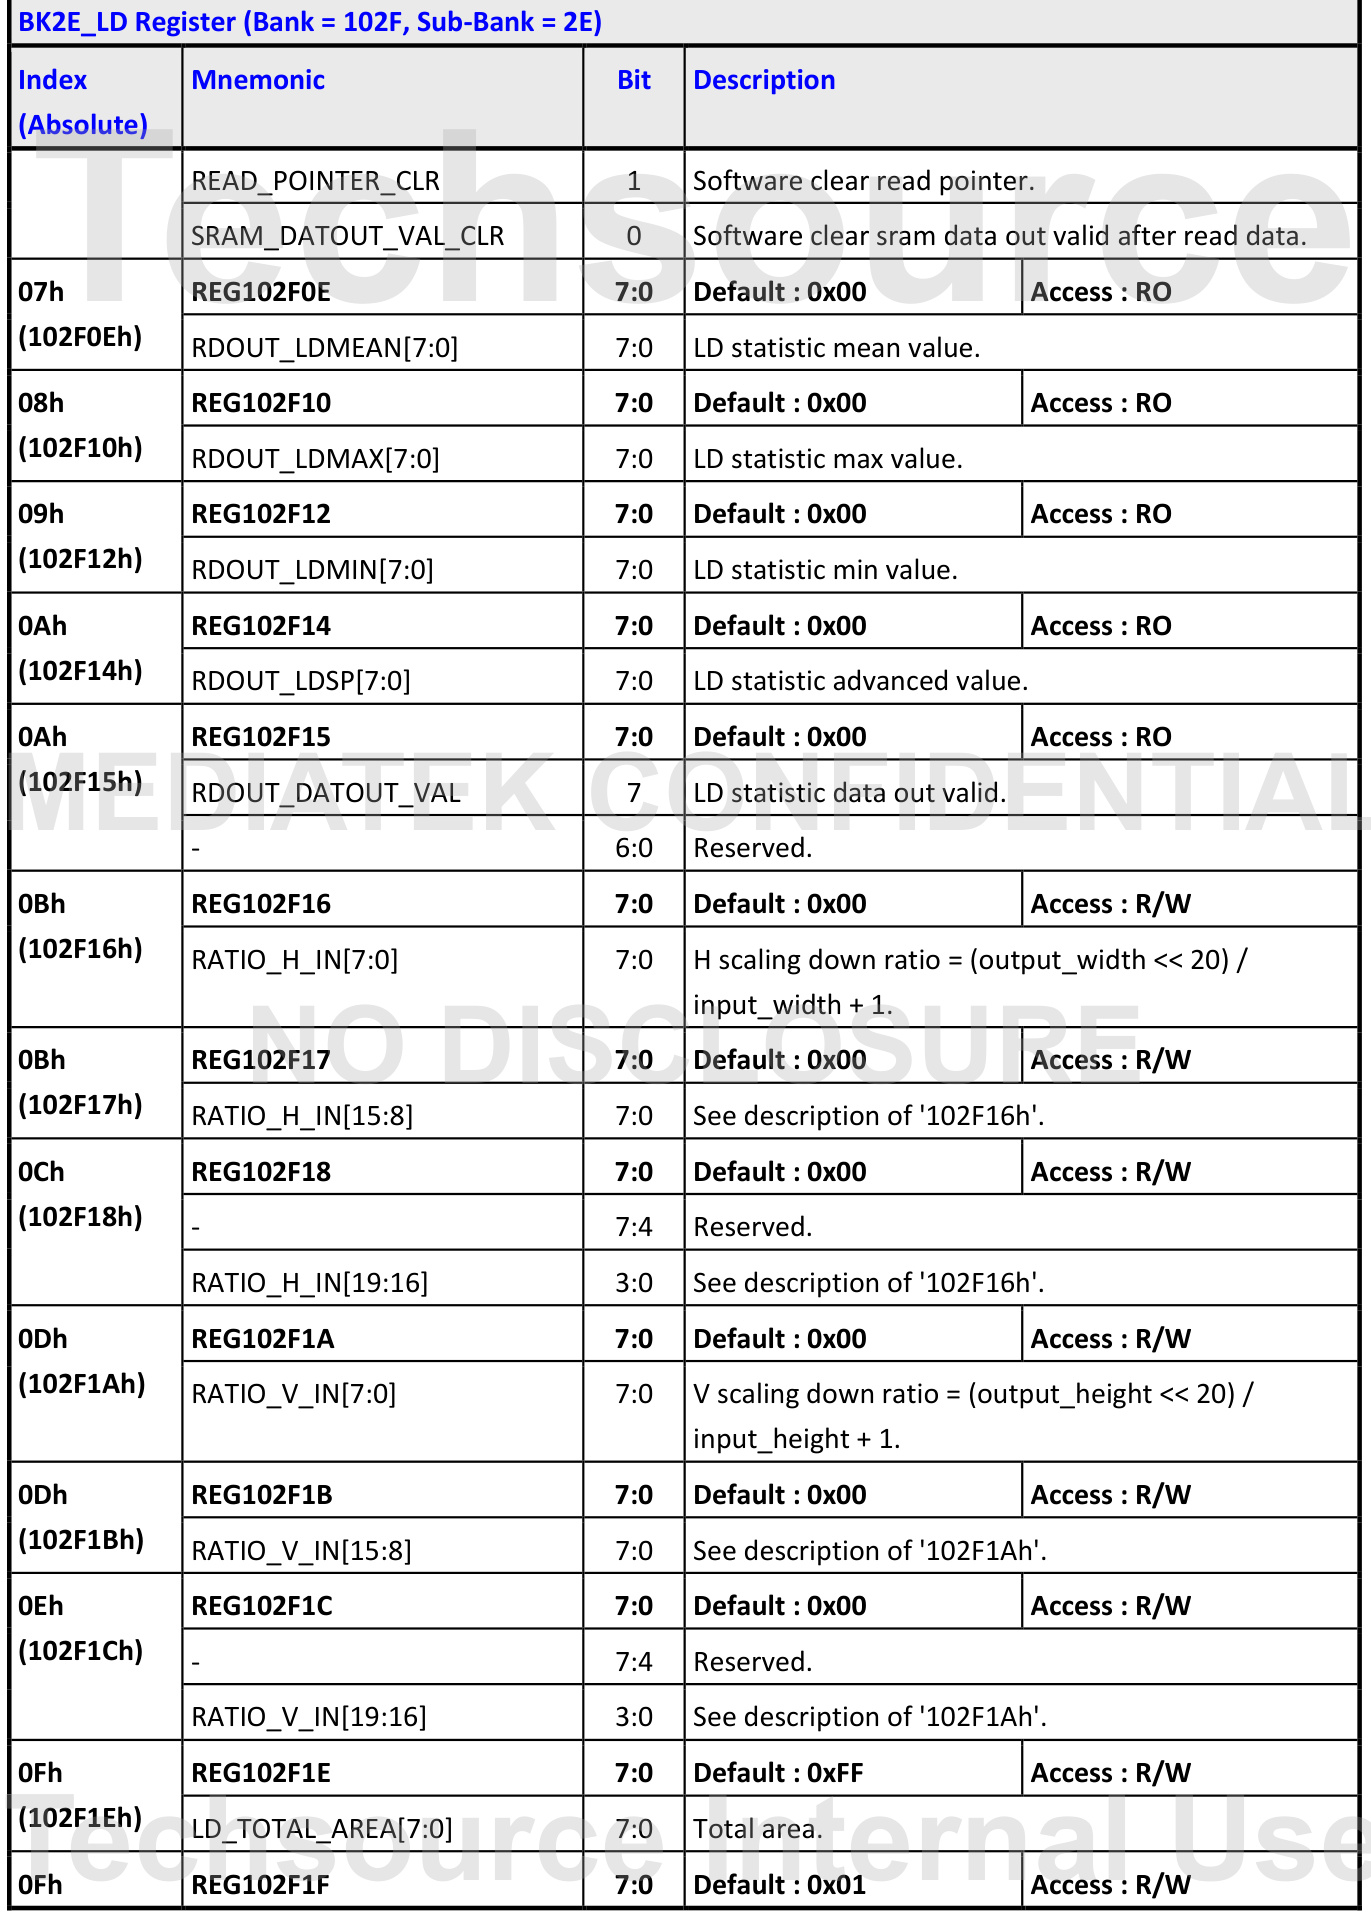 BK2E_LD Register (Bank = 102F, Sub-Bank = 2E)
Index Mnemonic Bit Description
(Absolute)
READ_POINTER_CLR 1 Software clear read pointer.
SRAM_DATOUT_VAL_CLR 0 Software clear sram data out valid after read data.
Techsource
07h REG102F0E 7:0 Default : 0x00 Access : RO
(102F0Eh) RDOUT_LDMEAN[7:0] 7:0 LD statistic mean value.
08h REG102F10 7:0 Default : 0x00 Access : RO
(102F10h) RDOUT_LDMAX[7:0] 7:0 LD statistic max value.
09h REG102F12 7:0 Default : 0x00 Access : RO
(102F12h) RDOUT_LDMIN[7:0] 7:0 LD statistic min value.
0Ah REG102F14 7:0 Default : 0x00 Access : RO
(102F14h) RDOUT_LDSP[7:0] 7:0 LD statistic advanced value.
0Ah REG102F15 7:0 Default : 0x00 Access : RO
(102F15h) RDOUT_DATOUT_VAL 7 LD statistic data out valid.
MEDIATEK CONFIDENTIAL
- 6:0 Reserved.
0Bh REG102F16 7:0 Default : 0x00 Access : R/W
(102F16h) RATIO_H_IN[7:0] 7:0 H scaling down ratio = (output_width << 20) /
input_width + 1.
NO DISCLOSURE
0Bh REG102F17 7:0 Default : 0x00 Access : R/W
(102F17h) RATIO_H_IN[15:8] 7:0 See description of '102F16h'.
0Ch REG102F18 7:0 Default : 0x00 Access : R/W
(102F18h) - 7:4 Reserved.
RATIO_H_IN[19:16] 3:0 See description of '102F16h'.
0Dh REG102F1A 7:0 Default : 0x00 Access : R/W
(102F1Ah) RATIO_V_IN[7:0] 7:0 V scaling down ratio = (output_height << 20) /
input_height + 1.
0Dh REG102F1B 7:0 Default : 0x00 Access : R/W
(102F1Bh) RATIO_V_IN[15:8] 7:0 See description of '102F1Ah'.
0Eh REG102F1C 7:0 Default : 0x00 Access : R/W
(102F1Ch) - 7:4 Reserved.
RATIO_V_IN[19:16] 3:0 See description of '102F1Ah'.
0Fh REG102F1E 7:0 Default : 0xFF Access : R/W
(102F1Eh) LD_TOTAL_AREA[7:0] 7:0 Total area.
Techsource Internal Use
0Fh REG102F1F 7:0 Default : 0x01 Access : R/W